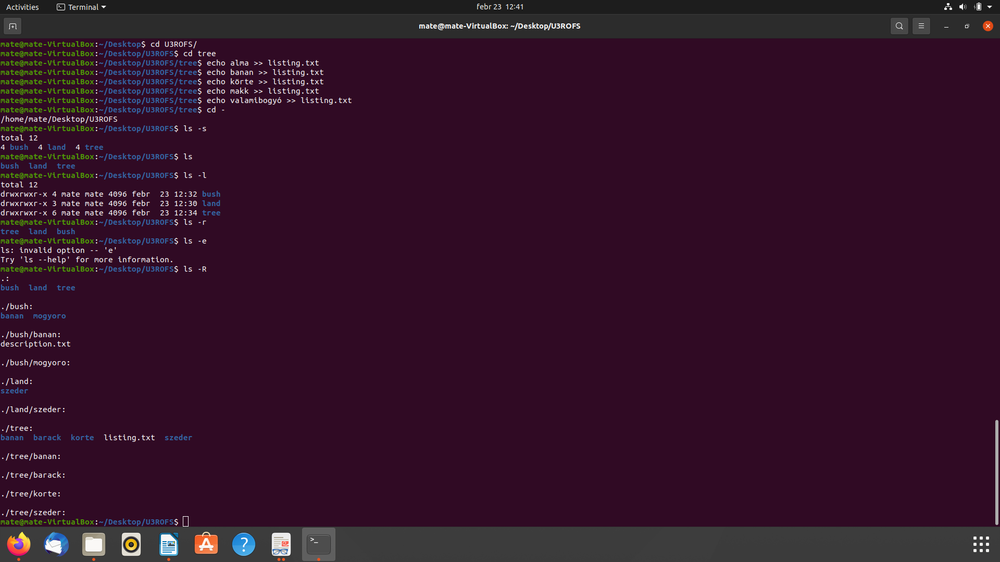 Activities
Terminal
febr 23 12:41
mate@mate-VirtualBox: ~/Desktop/U3ROFS
mate@mate-VirtualBox:~/Desktop$ cd U3ROFS/
mate@mate-VirtualBox:~/Desktop/U3ROFS$ cd tree
mate@mate-VirtualBox:~/Desktop/U3ROFS/tree$ echo alma >> listing.txt
mate@mate-VirtualBox:~/Desktop/U3ROFS/tree$ echo banan >> listing.txt
mate@mate-VirtualBox:~/Desktop/U3ROFS/tree$ echo körte >> listing.txt
mate@mate-VirtualBox:~/Desktop/U3ROFS/tree$ echo makk >> listing.txt
mate@mate-VirtualBox:~/Desktop/U3ROFS/tree$ echo valamibogyó >> listing.txt
mate@mate-VirtualBox:~/Desktop/U3ROFS/tree$ cd -
/home/mate/Desktop/U3ROFS
mate@mate-VirtualBox:~/Desktop/U3ROFS$ ls -s
total 12
4 bush  4 land  4 tree
mate@mate-VirtualBox:~/Desktop/U3ROFS$ ls
bush  land  tree
mate@mate-VirtualBox:~/Desktop/U3ROFS$ ls -l
total 12
drwxrwxr-x 4 mate mate 4096 febr  23 12:32 bush
drwxrwxr-x 3 mate mate 4096 febr  23 12:30 land
drwxrwxr-x 6 mate mate 4096 febr  23 12:34 tree
mate@mate-VirtualBox:~/Desktop/U3ROFS$ ls -r
tree  land  bush
mate@mate-VirtualBox:~/Desktop/U3ROFS$ ls -e
ls: invalid option -- 'e'
Try 'ls --help' for more information.
mate@mate-VirtualBox:~/Desktop/U3ROFS$ ls -R
.:
bush  land  tree
./bush:
banan  mogyoro
./bush/banan:
description.txt
./bush/mogyoro:
./land:
szeder
./land/szeder:
./tree:
banan  barack  korte  listing.txt  szeder
./tree/banan:
./tree/barack:
./tree/korte:
./tree/szeder:
mate@mate-VirtualBox:~/Desktop/U3ROFS$